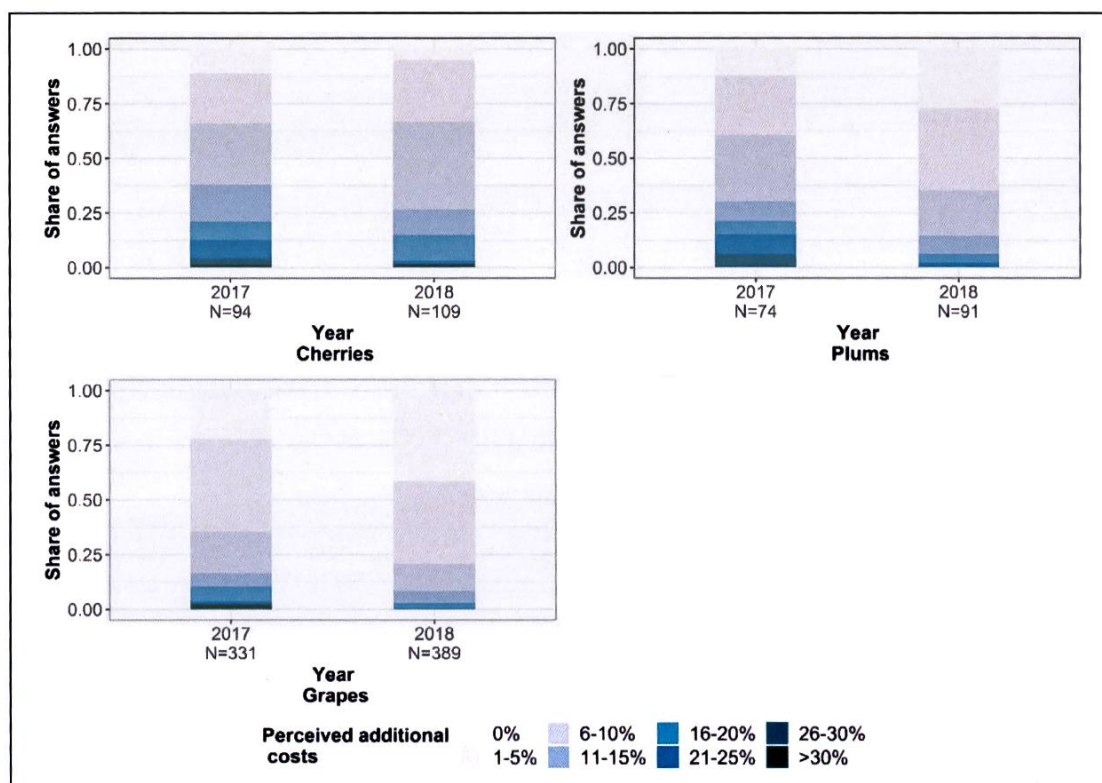 1.00
0.75
0.50
0.25
0.00
Share of answers
2017
N=94
2018
N=109
Year
Cherries
1.00
0.75
0.50
0.25
0.00
Share of answers
2017
N=74
2018
N=91
Year
Plums
1.00
0.75
0.50
0.25
0.00
Share of answers
2017
N=331
2018
N=389
Year
Grapes
Perceived additional
costs
0% 6-10% 16-20% 26-30%
1-5% 11-15% 21-25% >30%